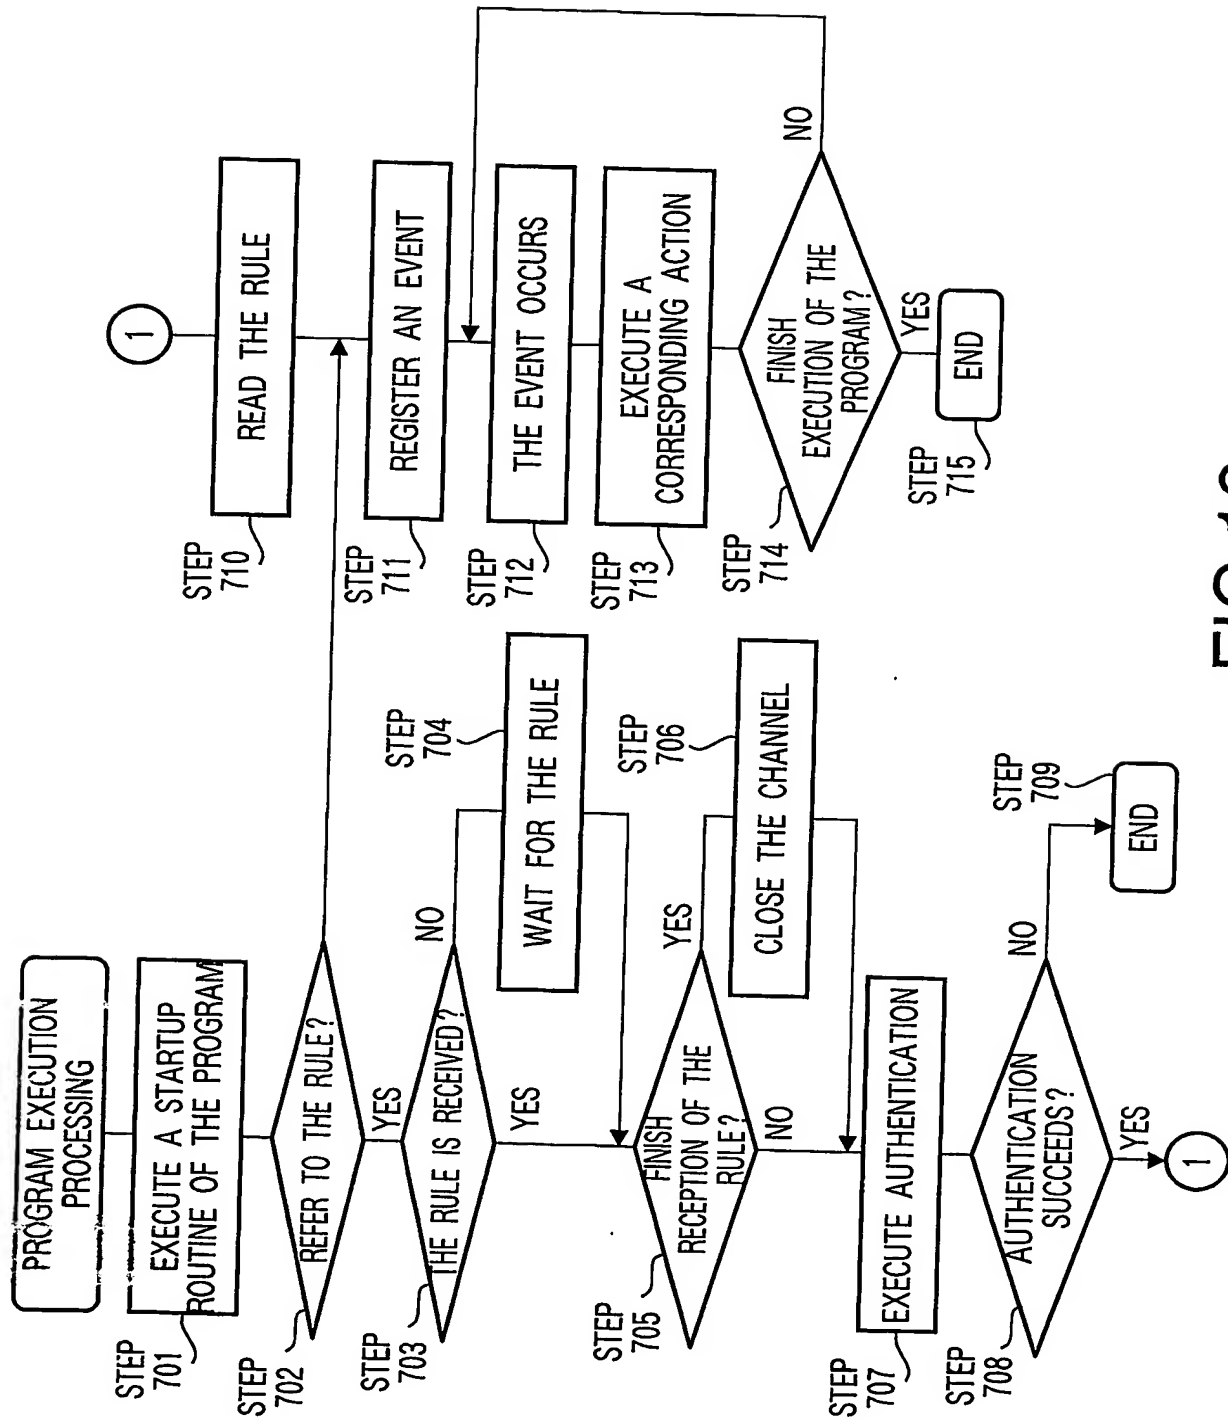 PROGRAM EXECUTION
PROCESSING
STEP
701
EXECUTE A STARTUP
ROUTINE OF THE PROGRAM
STEP
702
REFER TO THE RULE?
YES
STEP
703
THE RULE IS RECEIVED?
NO
YES
STEP
704
WAIT FOR THE RULE
STEP
705
FINISH
RECEPTION OF THE
RULE?
YES
NO
STEP
706
CLOSE THE CHANNEL
STEP
707
EXECUTE AUTHENTICATION
STEP
708
AUTHENTICATION
SUCCEEDS?
NO
YES
STEP
709
END
1
1
STEP
710
READ THE RULE
STEP
711
REGISTER AN EVENT
STEP
712
THE EVENT OCCURS
STEP
713
EXECUTE A
CORRESPONDING ACTION
STEP
714
FINISH
EXECUTION OF THE
PROGRAM?
NO
YES
STEP
715
END